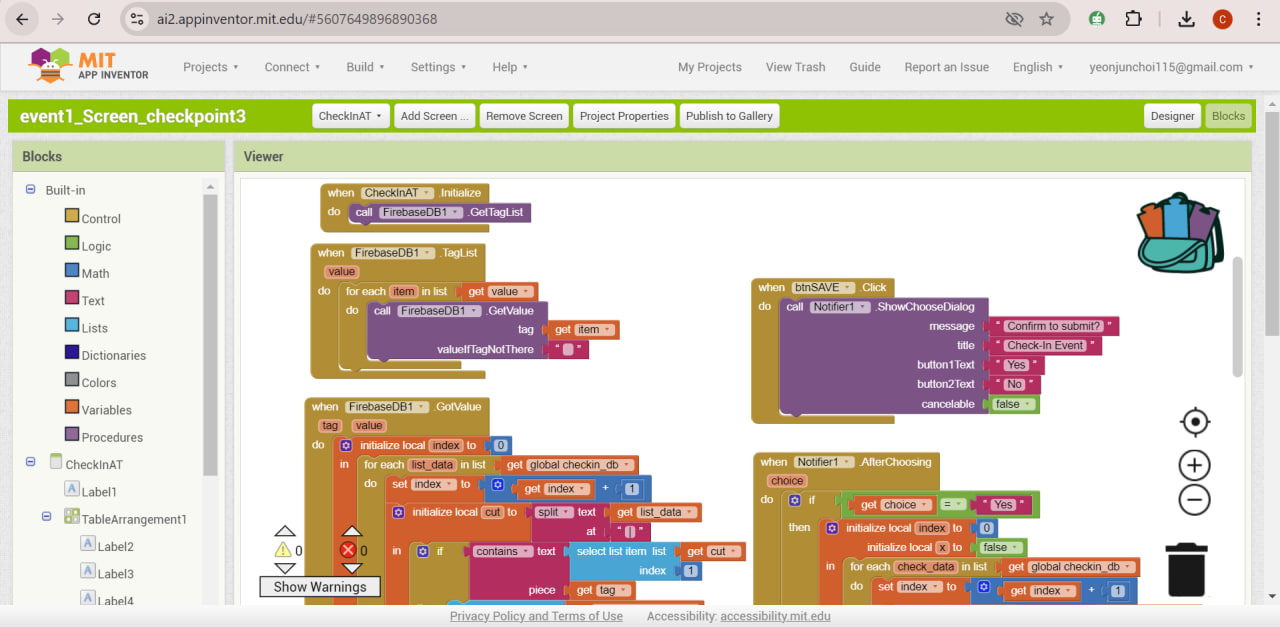 ai2.appinventor.mit.edu/#5607649896890368
C
MIT
APP INVENTOR
Projects
Connect
Build
Settings
Help
My Projects
View Trash
Guide
Report an Issue
English
yeonjunchoi115@gmail.com
event1_Screen_checkpoint3
CheckInAT
Add Screen ...
Remove Screen
Project Properties
Publish to Gallery
Designer
Blocks
Blocks
Viewer
Built-in
Control
Logic
Math
Text
Lists
Dictionaries
Colors
Variables
Procedures
CheckInAT
A Label1
TableArrangement1
A Label2
A Label3
A Label4
when CheckInAT .Initialize
do call FirebaseDB1 .GetTagList
when FirebaseDB1 .TagList
value
do for each item in list get value
do call FirebaseDB1 .GetValue
tag get item
valueIfTagNotThere " "
when FirebaseDB1 .GotValue
tag value
do initialize local index to 0
in for each list_data in list get global checkin_db
do set index to get index + 1
initialize local cut to split text get list_data
at " | "
in if contains text select list item list get cut
index 1
piece get tag
when btnSAVE .Click
do call Notifier1 .ShowChooseDialog
message " Confirm to submit? "
title " Check-In Event "
button1Text " Yes "
button2Text " No "
cancelable false
when Notifier1 .AfterChoosing
choice
do if get choice = " Yes "
then initialize local index to 0
initialize local x to false
in for each check_data in list get global checkin_db
do set index to get index + 1
0
0
Show Warnings
Privacy Policy and Terms of Use
Accessibility: accessibility.mit.edu